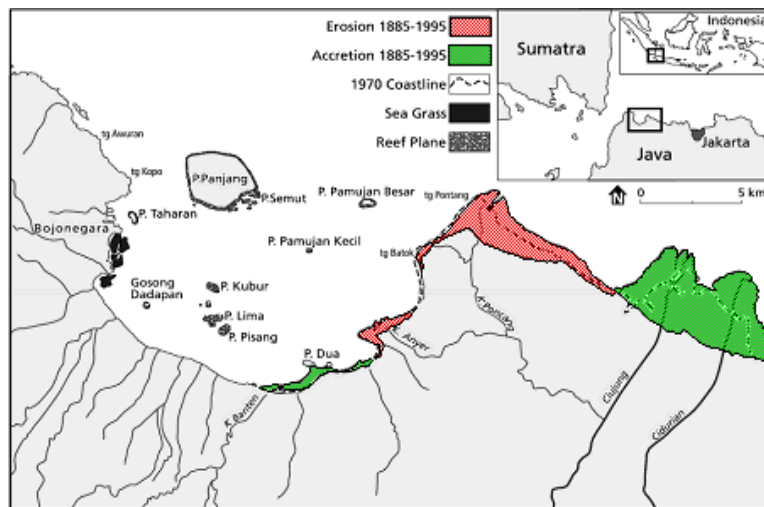 Erosion 1885-1995
Accretion 1885-1995
1970 Coastline
Sea Grass
Reef Plane
Indonesia
Sumatra
Java
Jakarta
N
0 5 km
tg Awuran
tg Kopo
P.Panjang
P.Semut
P. Pamujan Besar
tg Pontang
P. Taharan
Bojonegara
P. Pamujan Kecil
tg Batok
Gosong
Dadapan
P. Kubur
P. Lima
P. Pisang
K. Pontang
K. Anyer
P. Dua
K. Banten
Ciujung
Cidurian